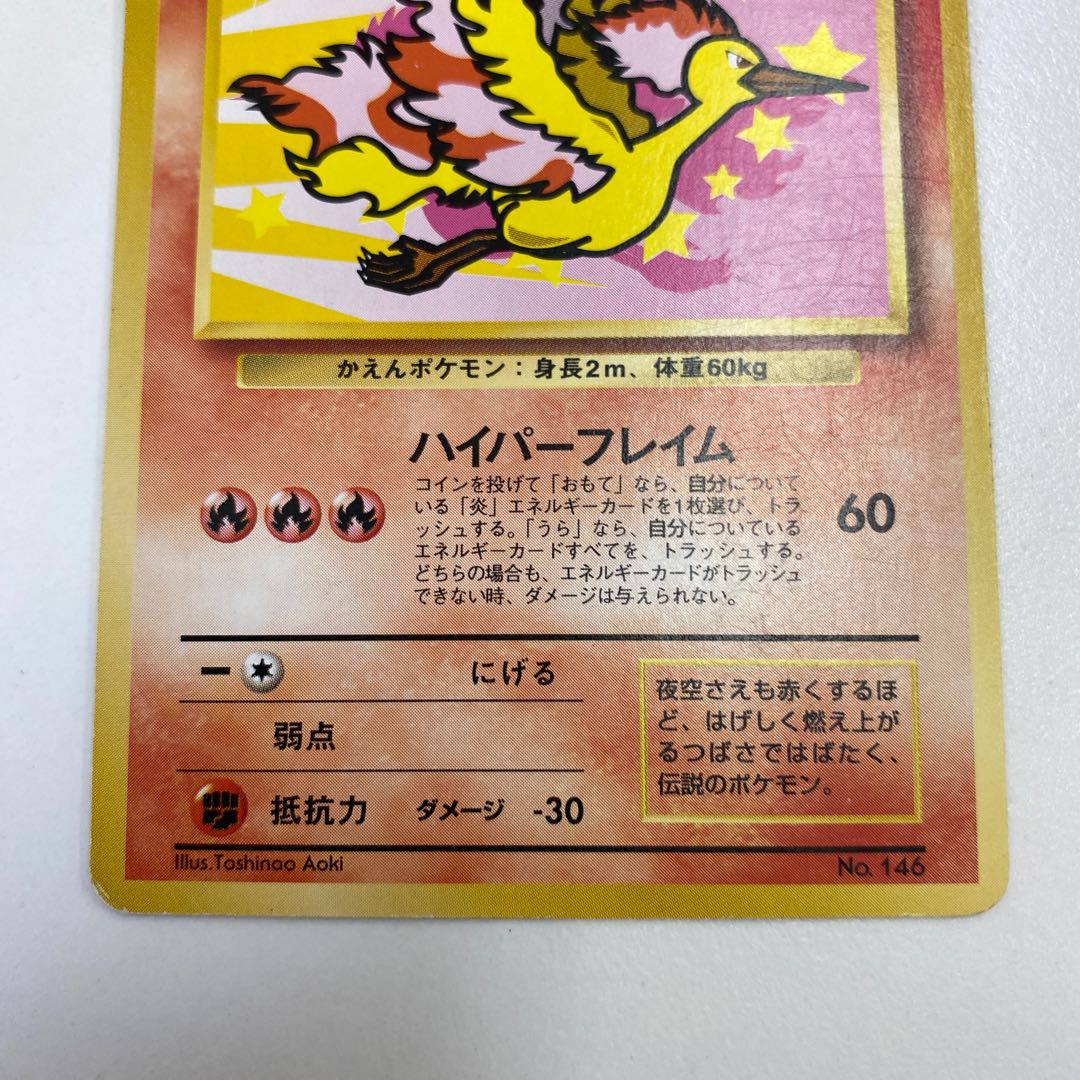 かえんポケモン：身長2m、体重60kg
ハイパーフレイム
コインを投げて「おもて」なら、自分につ​いて
いる「炎」エネルギーカードを1枚選び、トラ
ッシュする。「うら」なら、自分についている
エネルギーカードすべてを、トラッシュする。
どちらの場合も、エネルギーカードがトラッシュ
できない時、ダメージは与えられない。
60
ー
にげる
弱点
抵抗力 ダメージ -30
夜空さえも赤くするほ
ど、はげしく燃え上が
るつばさではばたく、
伝説のポケモン。
Illus.Toshinao Aoki
No. 146